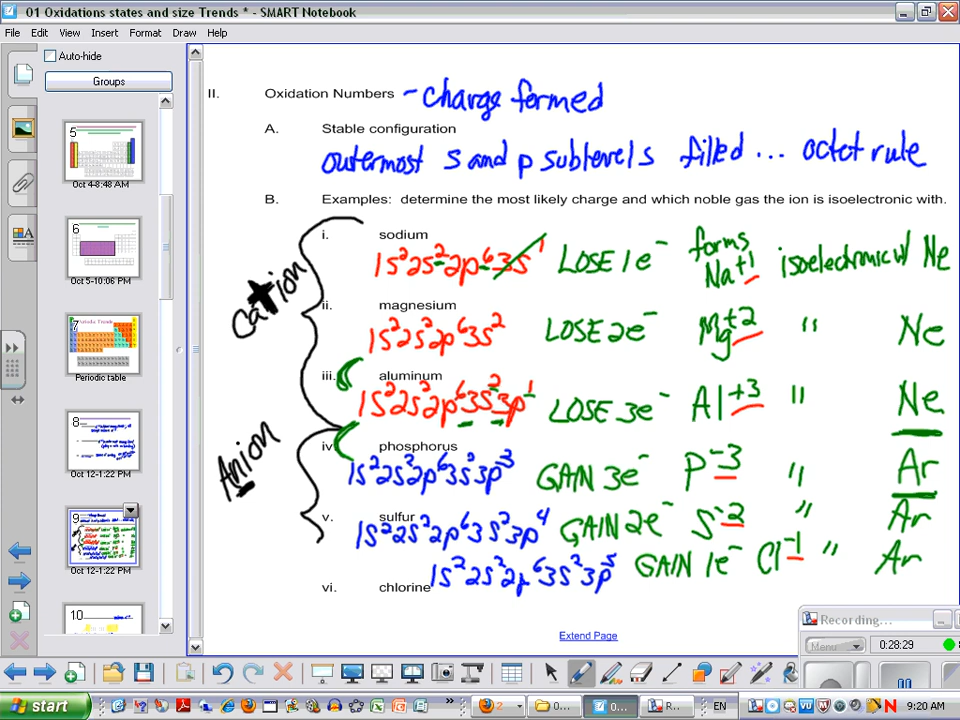 01 Oxidations states and size Trends * - SMART Notebook
File Edit View Insert Format Draw Help
Auto-hide
Groups
5
Oct 4-8:48 AM
6
Oct 5-10:06 PM
7
Periodic table
8
Oct 12-1:22 PM
9
Oct 12-1:22 PM
10
II. Oxidation Numbers - charge formed
A. Stable configuration
outermost s and p sublevels filled ... octet rule
B. Examples: determine the most likely charge and which noble gas the ion is isoelectronic with.
Cation
i. sodium
1s²2s²2p⁶3s¹ LOSE 1e⁻ forms Na⁺¹ isoelectronic w/ Ne
ii. magnesium
1s²2s²2p⁶3s² LOSE 2e⁻ Mg⁺² " Ne
iii. aluminum
1s²2s²2p⁶3s²3p¹ LOSE 3e⁻ Al⁺³ " Ne
Anion
iv. phosphorus
1s²2s²2p⁶3s²3p³ GAIN 3e⁻ P⁻³ " Ar
v. sulfur
1s²2s²2p⁶3s²3p⁴ GAIN 2e⁻ S⁻² " Ar
1s²2s²2p⁶3s²3p⁵ GAIN 1e⁻ Cl⁻¹ " Ar
vi. chlorine
Extend Page
Recording...
Menu 0:28:29
start 2 0... 0... R... EN 9:20 AM